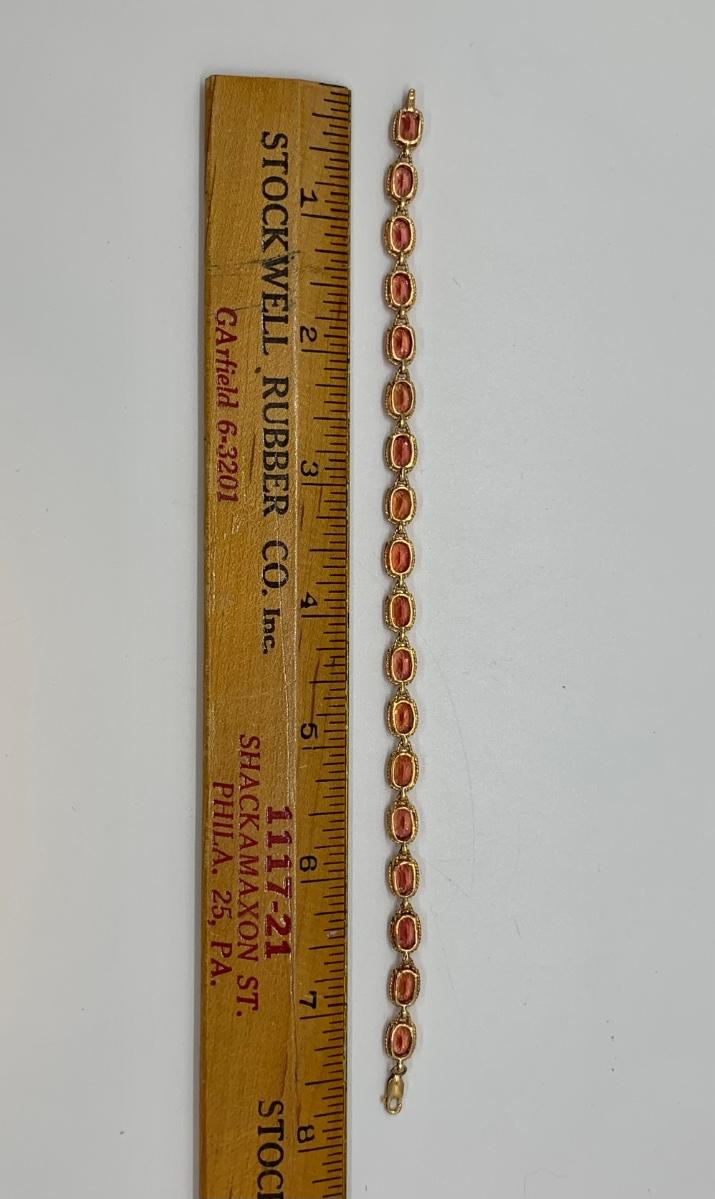 STOCKWELL RUBBER CO. Inc.
GArfield 6-3201
1117-21
SHACKAMAXON ST.
PHILA. 25, PA.
1
2
3
4
5
6
7
8